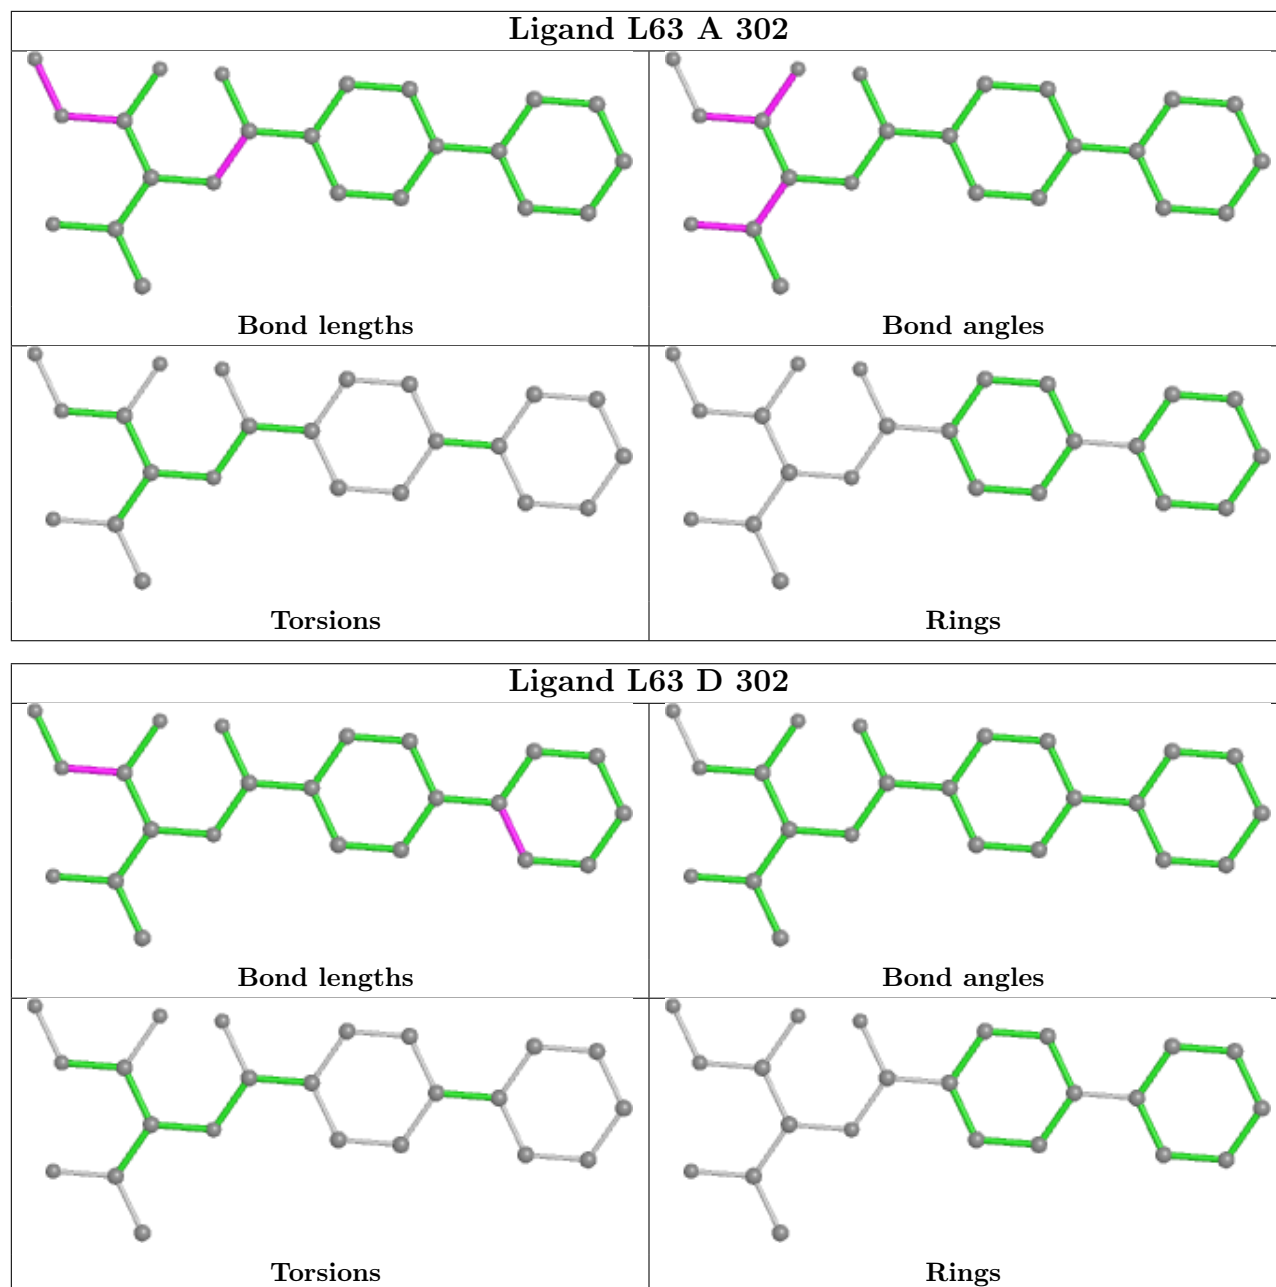 Ligand L63 A 302
Bond lengths
Bond angles
Torsions
Rings
Ligand L63 D 302
Bond lengths
Bond angles
Torsions
Rings